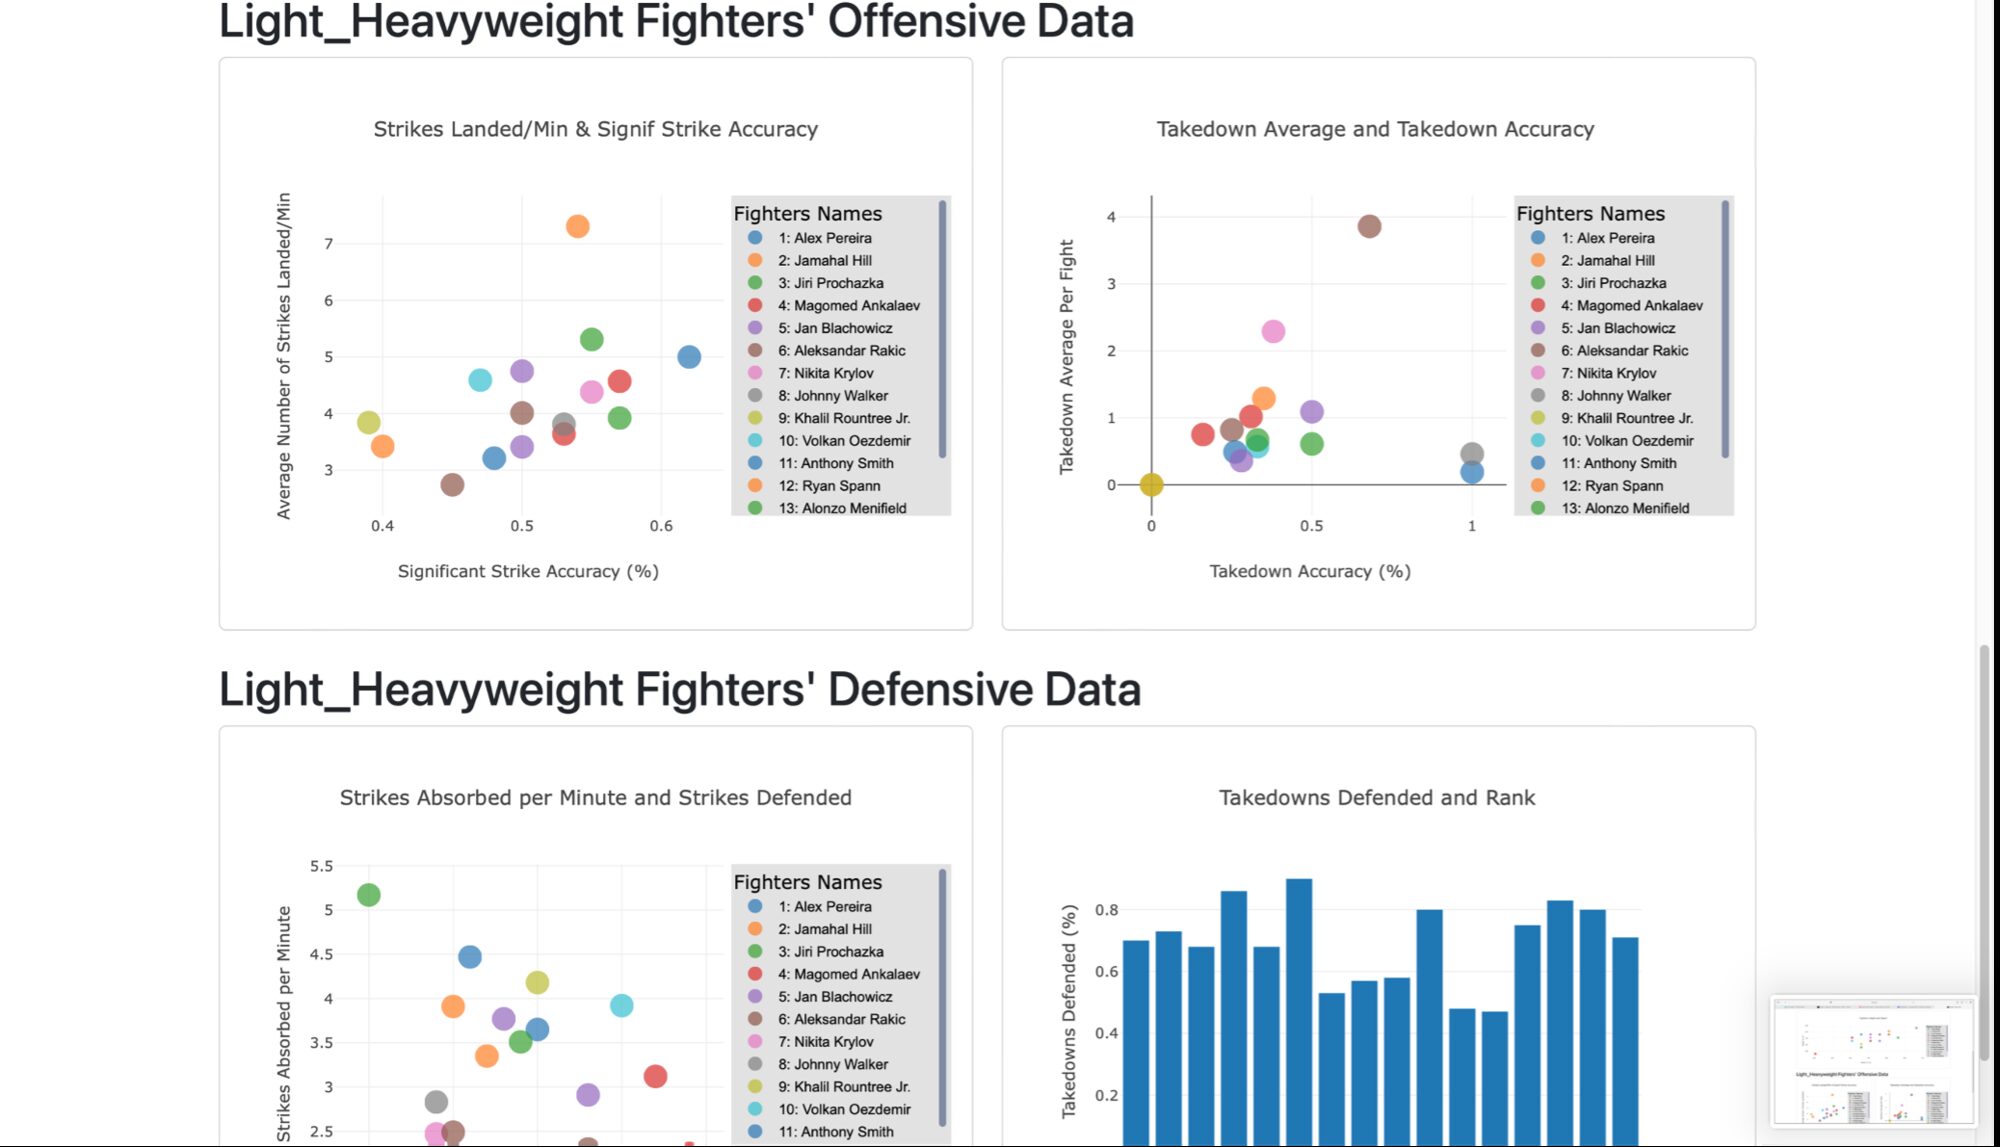 Light_Heavyweight Fighters' Offensive Data
Strikes Landed/Min & Signif Strike Accuracy
Average Number of Strikes Landed/Min
7
6
5
4
3
0.4
0.5
0.6
Significant Strike Accuracy (%)
Fighters Names
1: Alex Pereira
2: Jamahal Hill
3: Jiri Prochazka
4: Magomed Ankalaev
5: Jan Blachowicz
6: Aleksandar Rakic
7: Nikita Krylov
8: Johnny Walker
9: Khalil Rountree Jr.
10: Volkan Oezdemir
11: Anthony Smith
12: Ryan Spann
13: Alonzo Menifield
Takedown Average and Takedown Accuracy
Takedown Average Per Fight
4
3
2
1
0
0
0.5
1
Takedown Accuracy (%)
Fighters Names
1: Alex Pereira
2: Jamahal Hill
3: Jiri Prochazka
4: Magomed Ankalaev
5: Jan Blachowicz
6: Aleksandar Rakic
7: Nikita Krylov
8: Johnny Walker
9: Khalil Rountree Jr.
10: Volkan Oezdemir
11: Anthony Smith
12: Ryan Spann
13: Alonzo Menifield
Light_Heavyweight Fighters' Defensive Data
Strikes Absorbed per Minute and Strikes Defended
Strikes Absorbed per Minute
5.5
5
4.5
4
3.5
3
2.5
Fighters Names
1: Alex Pereira
2: Jamahal Hill
3: Jiri Prochazka
4: Magomed Ankalaev
5: Jan Blachowicz
6: Aleksandar Rakic
7: Nikita Krylov
8: Johnny Walker
9: Khalil Rountree Jr.
10: Volkan Oezdemir
11: Anthony Smith
Takedowns Defended and Rank
Takedowns Defended (%)
0.8
0.6
0.4
0.2
Light_Heavyweight Fighters' Offensive Data